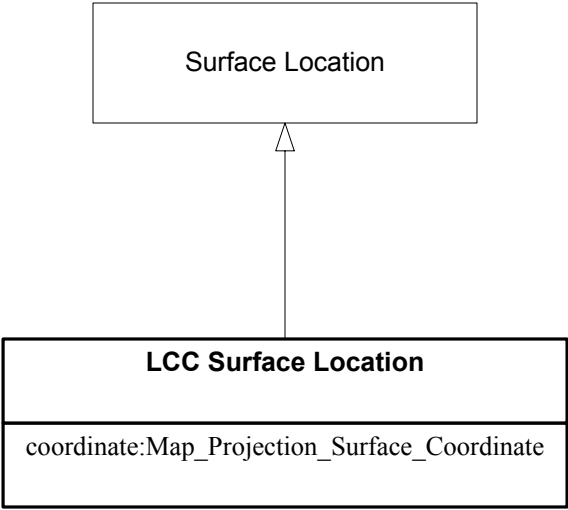 Surface Location
LCC Surface Location
coordinate:Map_Projection_Surface_Coordinate